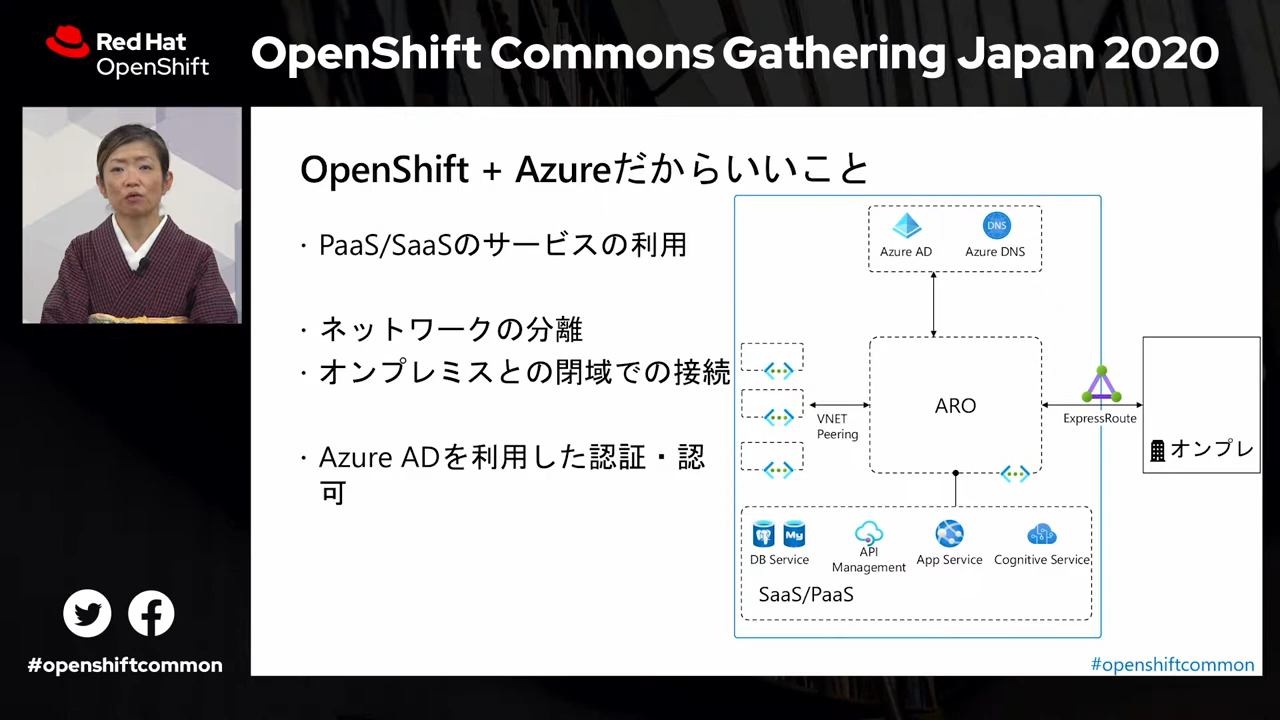 Red Hat
OpenShift
OpenShift Commons Gathering Japan 2020
OpenShift + Azureだからいいこと
・PaaS/SaaSのサービスの利用
・ネットワークの分離
・オンプレミスとの閉域での接続
・Azure ADを利用した認証・認
可
Azure AD
DNS
Azure DNS
VNET
Peering
ARO
ExpressRoute
オンプレ
My
DB Service
API
Management
App Service
Cognitive Service
SaaS/PaaS
#openshiftcommon
#openshiftcommon